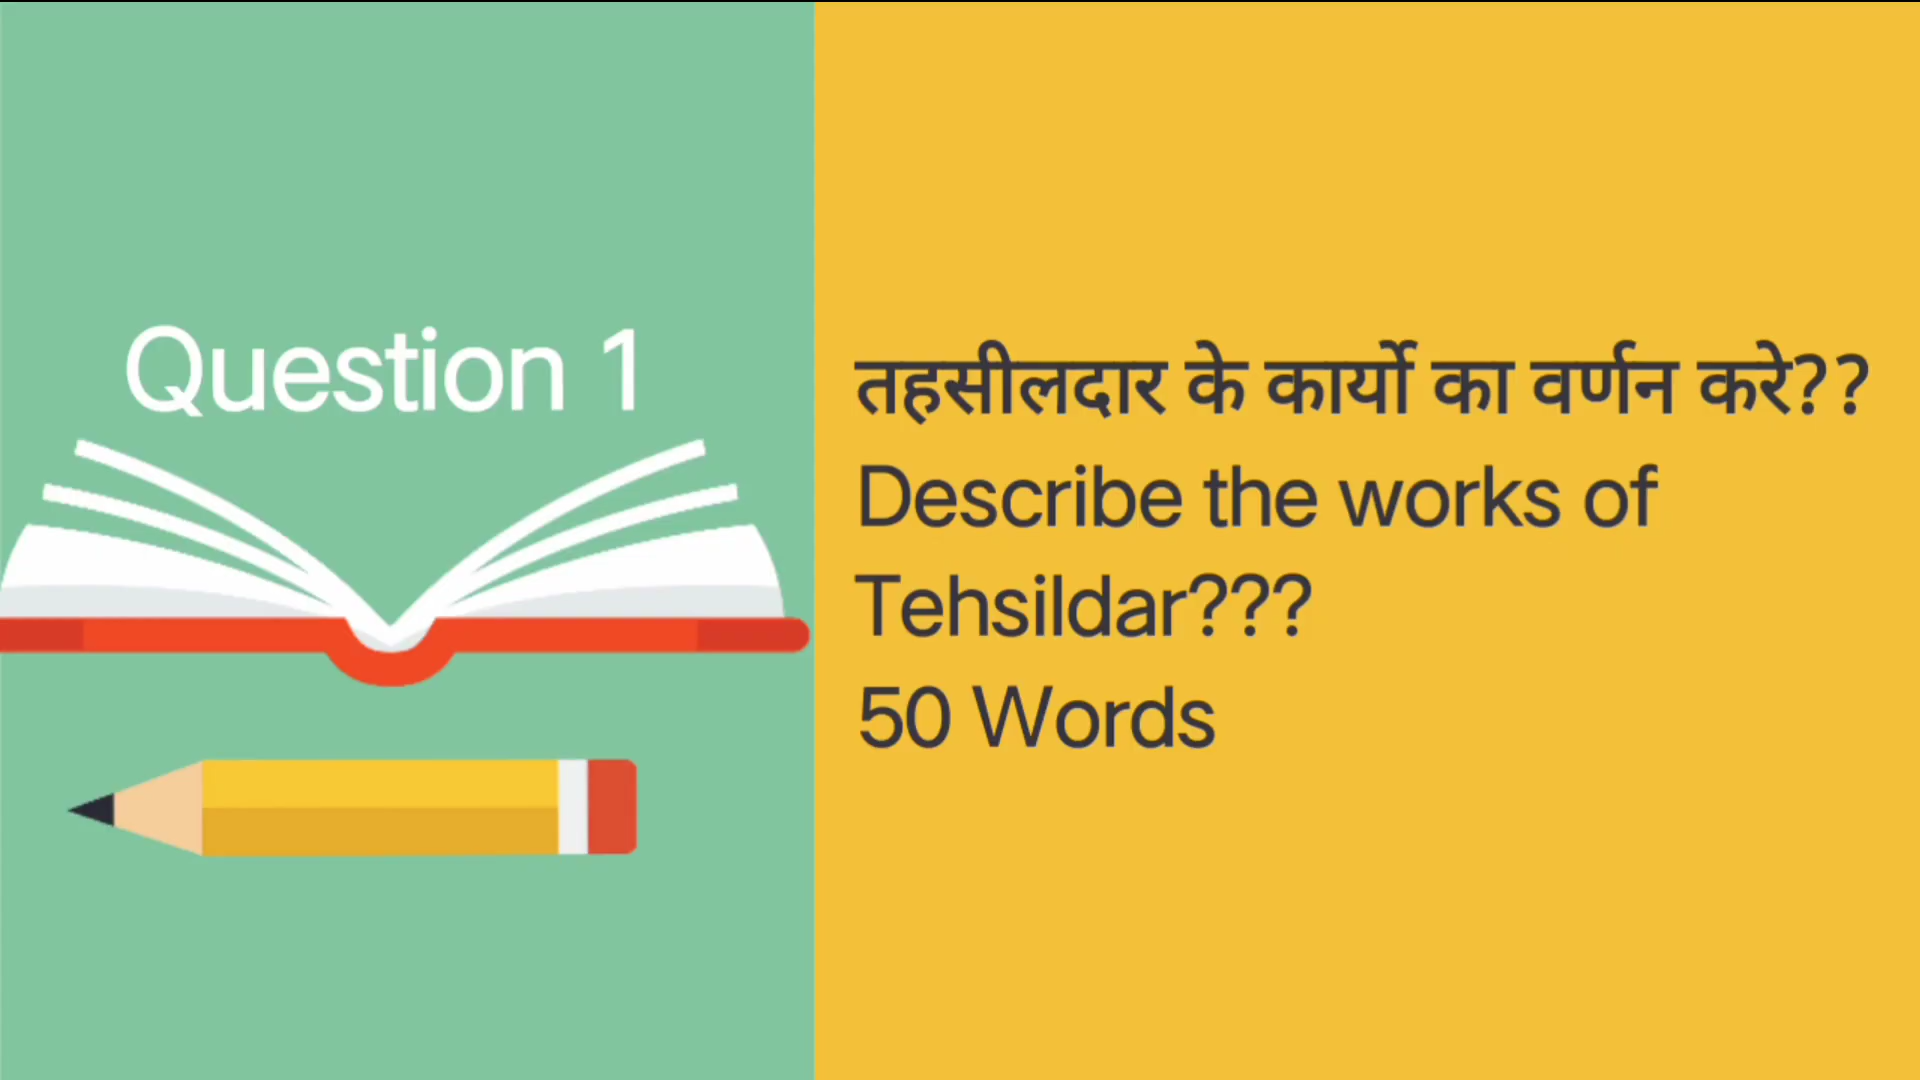 Question 1
तहसीलदार के कार्यो का वर्णन करे??
Describe the works of
Tehsildar???
50 Words